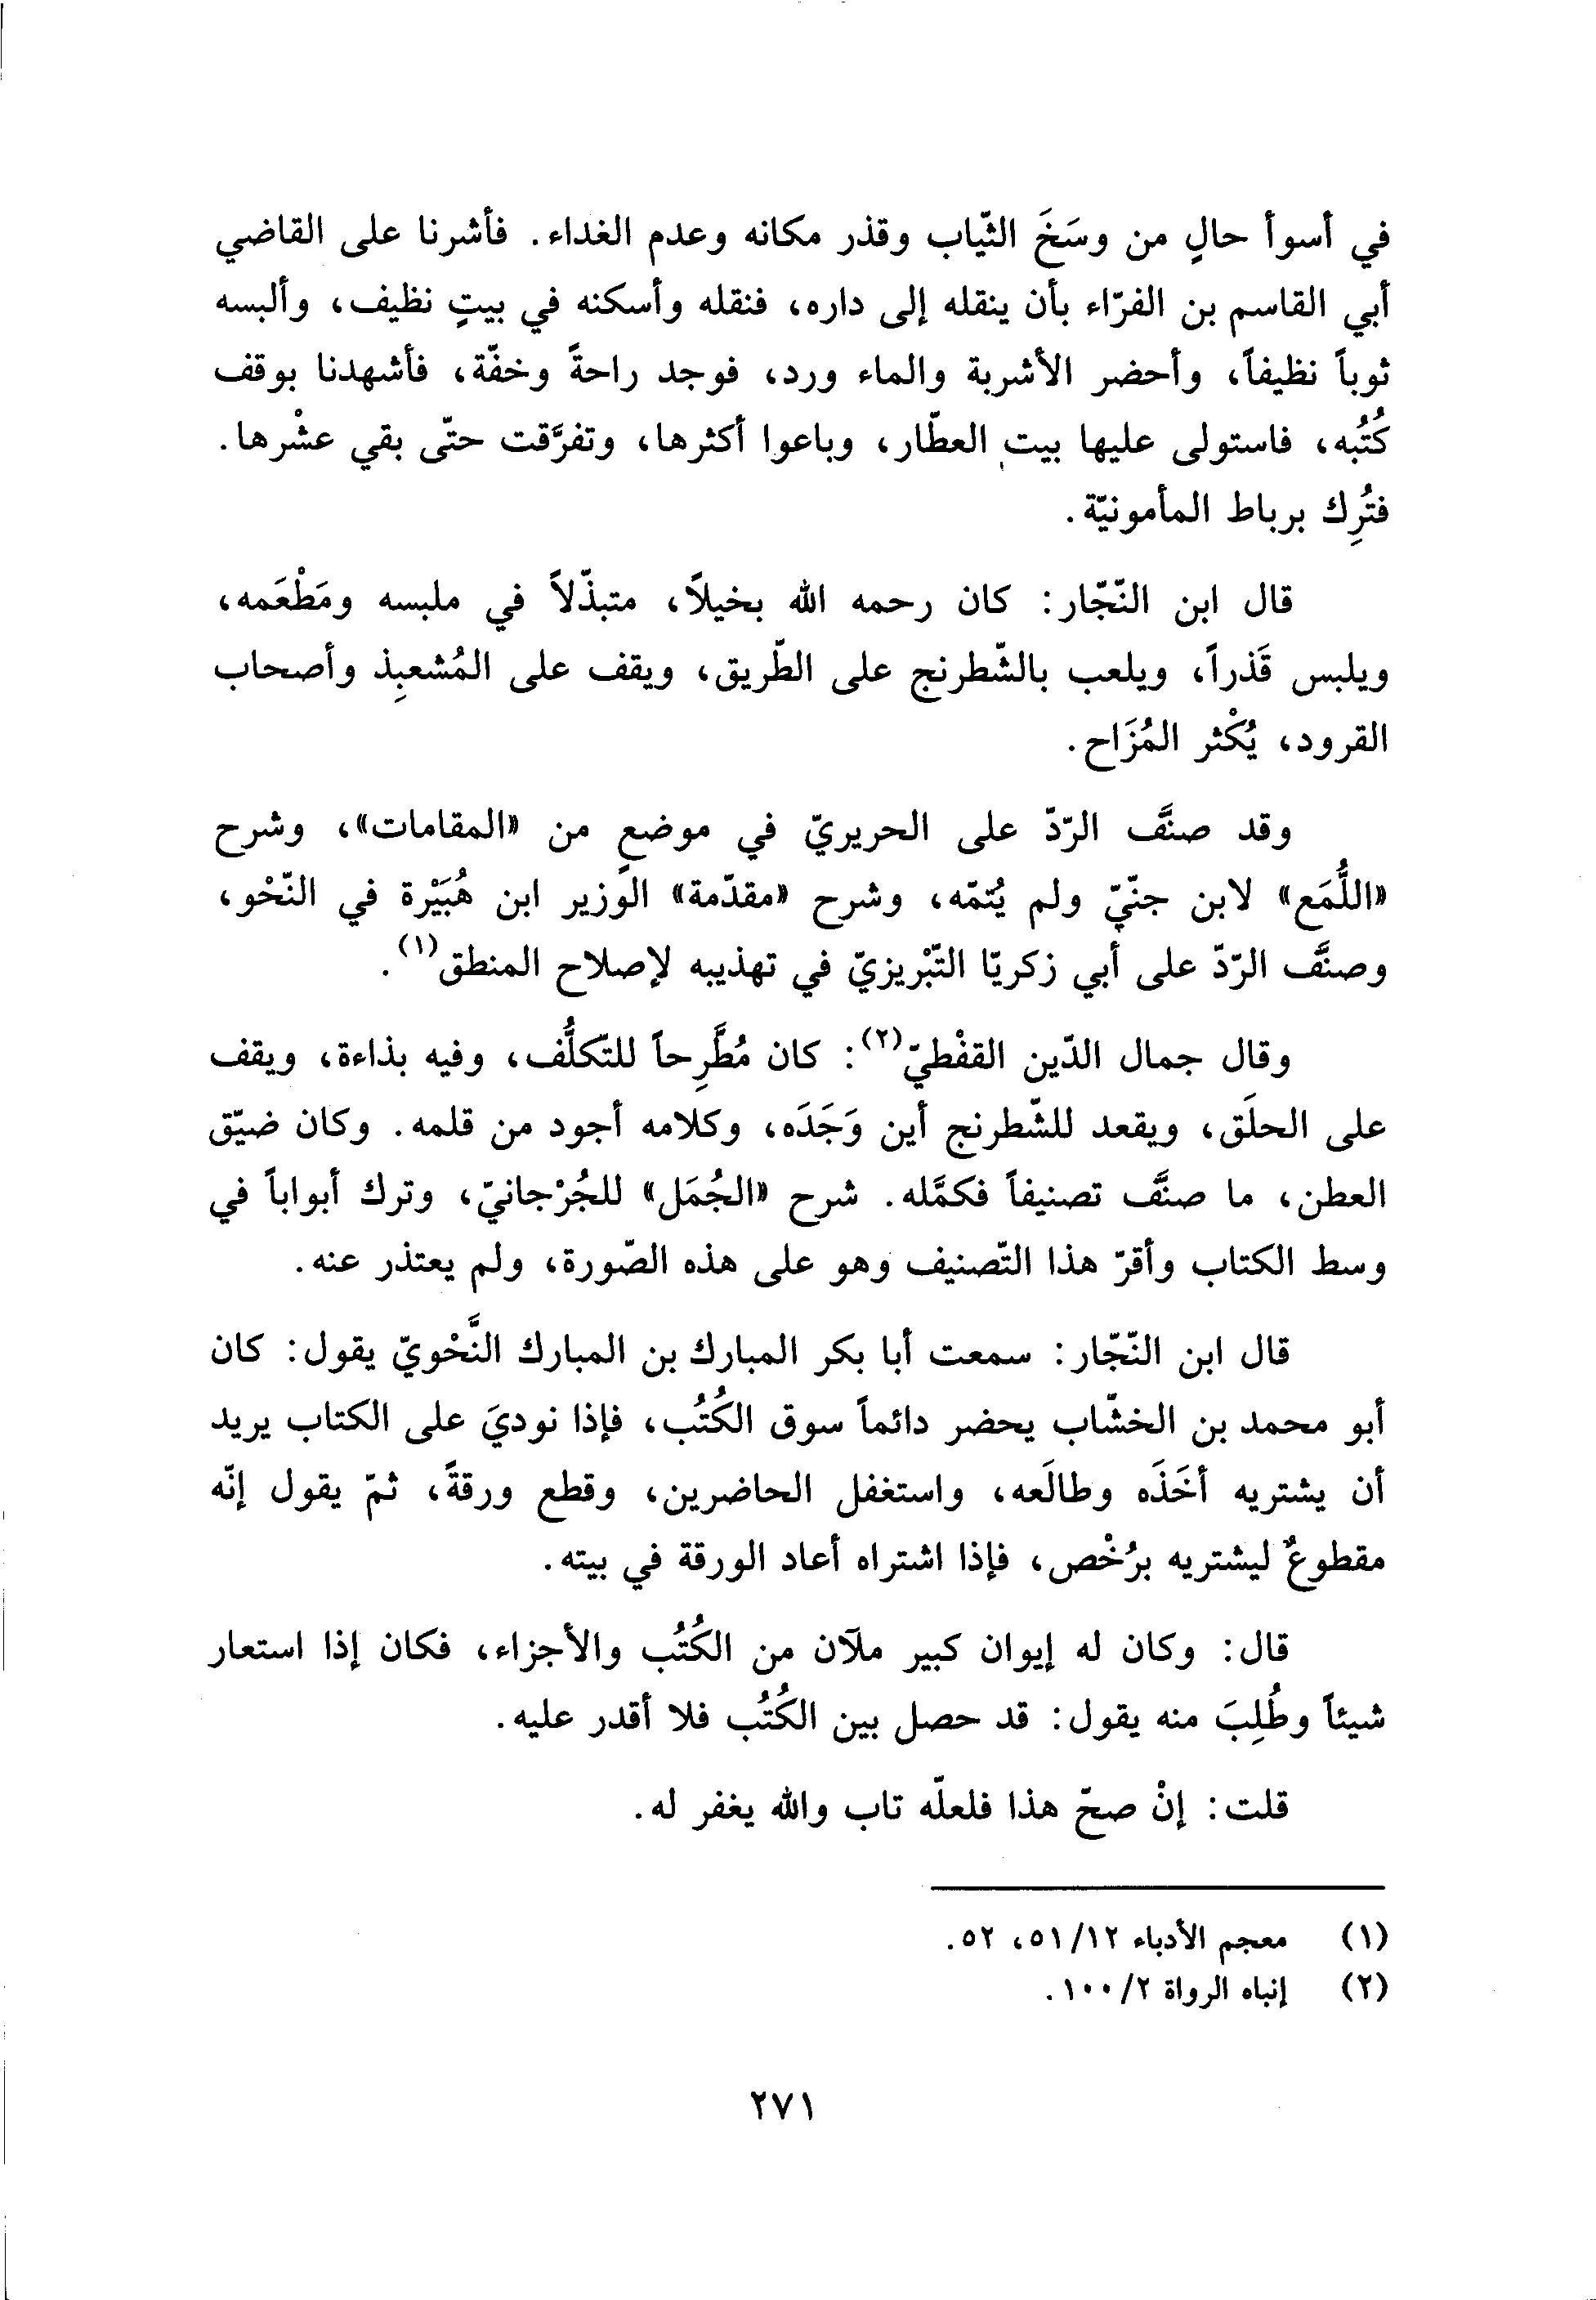 في أسوأ حالٍ من وسَخَ الثّياب وقذر مكانه وعدم الغداء. فأشرنا على القاضي
أبي القاسم بن الفرّاء بأن ينقله إلى داره، فنقله وأسكنه في بيتٍ نظيف، وألبسه
ثوباً نظيفاً، وأحضر الأشربة والماء ورد، فوجد راحةً وخفّة، فأشهدنا بوقف
كُتُبه، فاستولى عليها بيت العطّار، وباعوا أكثرها، وتفرَّقت حتّى بقي عشْرها.
فتُرِك برباط المأمونيّة.
قال ابن النّجّار: كان رحمه الله بخيلاً، متبذّلاً في ملبسه ومَطْعَمه،
ويلبس قَذراً، ويلعب بالشّطرنج على الطّريق، ويقف على المُشعبِذ وأصحاب
القرود، يُكْثر المُزَاح.
وقد صنَّف الرّدّ على الحريريّ في موضعٍ من «المقامات»، وشرح
«اللُّمَع» لابن جنّيّ ولم يُتمّه، وشرح «مقدّمة» الوزير ابن هُبَيْرة في النّحْو،
وصنَّف الرّدّ على أبي زكريّا التّبْريزيّ في تهذيبه لإصلاح المنطق(١).
وقال جمال الدّين القفْطيّ(٢): كان مُطَّرِحاً للتّكلُّف، وفيه بذاءة، ويقف
على الحلَق، ويقعد للشّطرنج أين وَجَدَه، وكلامه أجود من قلمه. وكان ضيّق
العطن، ما صنَّف تصنيفاً فكمَّله. شرح «الجُمَل» للجُرْجانيّ، وترك أبواباً في
وسط الكتاب وأقرّ هذا التّصنيف وهو على هذه الصّورة، ولم يعتذر عنه.
قال ابن النّجّار: سمعت أبا بكر المبارك بن المبارك النَّحْويّ يقول: كان
أبو محمد بن الخشّاب يحضر دائماً سوق الكُتُب، فإذا نوديَ على الكتاب يريد
أن يشتريه أخَذَه وطالَعه، واستغفل الحاضرين، وقطع ورقةً، ثمّ يقول إنّه
مقطوعٌ ليشتريه برُخْص، فإذا اشتراه أعاد الورقة في بيته.
قال: وكان له إيوان كبير ملآن من الكُتُب والأجزاء، فكان إذا استعار
شيئاً وطُلِبَ منه يقول: قد حصل بين الكُتُب فلا أقدر عليه.
قلت: إنْ صحّ هذا فلعلّه تاب والله يغفر له.
(١) معجم الأدباء ٥١/١٢، ٥٢.
(٢) إنباه الرواة ١٠٠/٢.
٢٧١